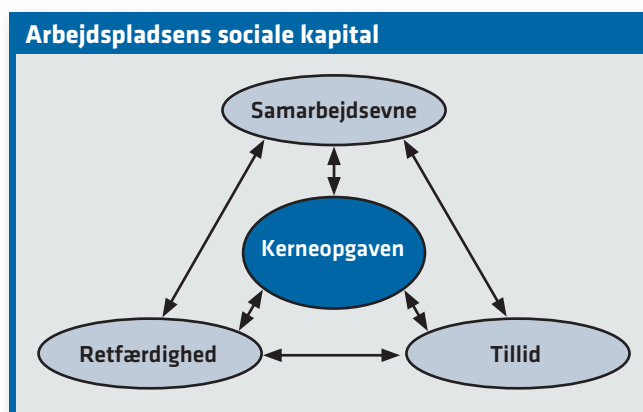 Arbejdspladsens sociale kapital
Samarbejdsevne
Kerneopgaven
Retfærdighed
Tillid